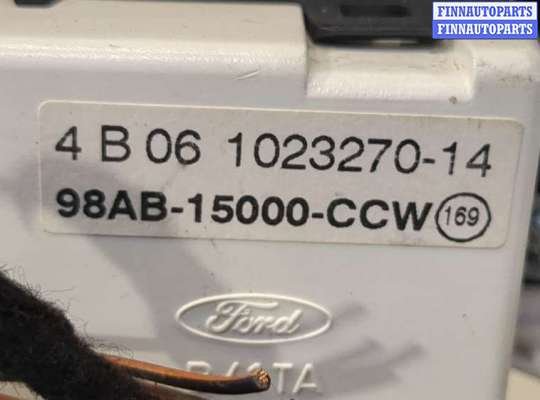 FINNAUTOPARTS
FINNAUTOPARTS
4 B 06 1023270-14
98AB-15000-CCW 169
Ford